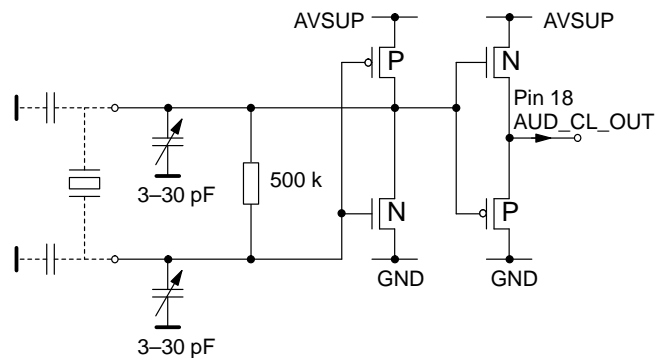 AVSUP
AVSUP
P
N
Pin 18
AUD_CL_OUT
3–30 pF
500 k
N
P
GND
GND
3–30 pF